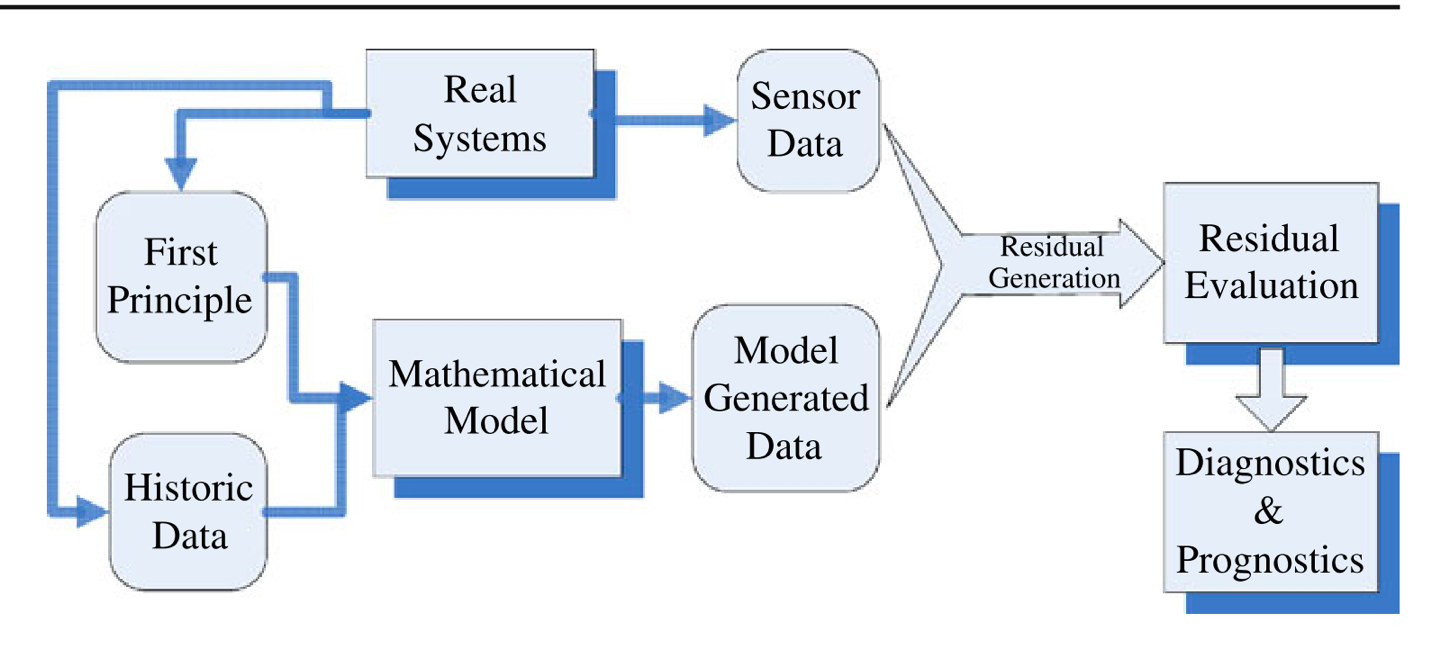 Real
Systems
Sensor
Data
First
Principle
Residual
Generation
Residual
Evaluation
Mathematical
Model
Model
Generated
Data
Historic
Data
Diagnostics
&
Prognostics